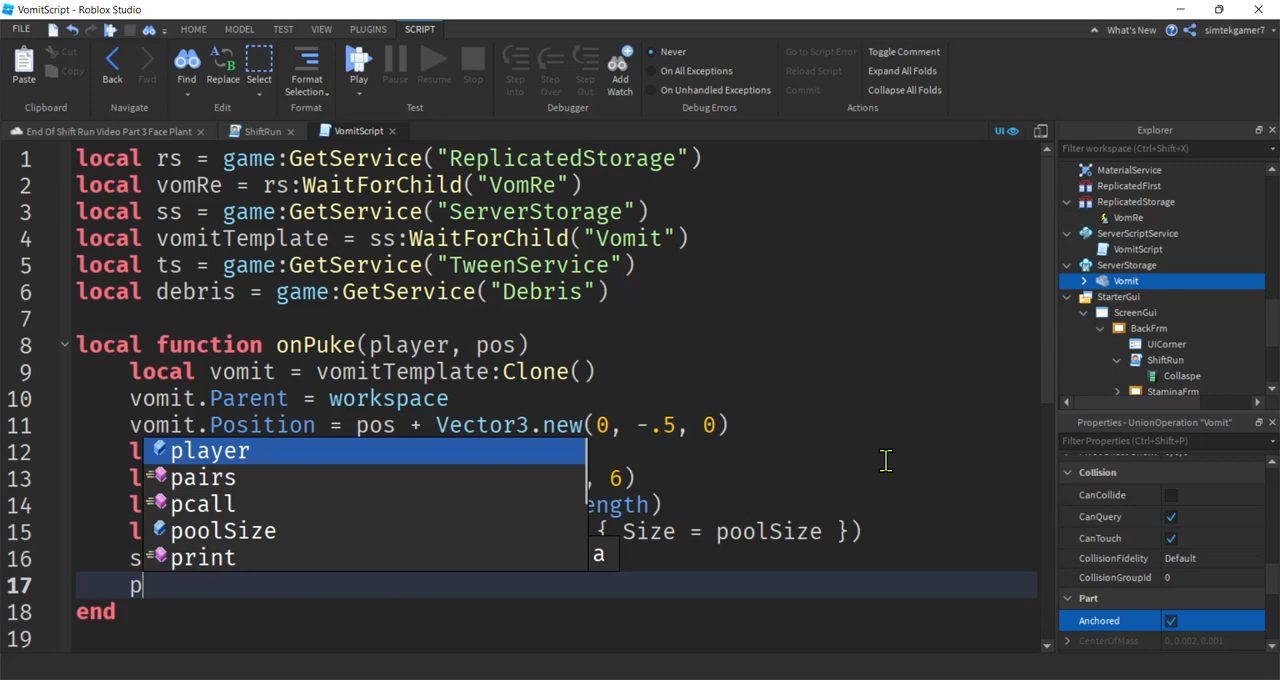 VomitScript - Roblox Studio
FILE HOME MODEL TEST VIEW PLUGINS SCRIPT What's New simtekgamer7
Paste Cut Copy Back Fwd Find Replace Select Format Selection Play Pause Resume Stop Step Into Step Over Step Out Add Watch
Never
On All Exceptions
On Unhandled Exceptions
Go to Script Error
Reload Script
Commit
Toggle Comment
Expand All Folds
Collapse All Folds
Clipboard Navigate Edit Format Test Debugger Debug Errors Actions
End Of Shift Run Video Part 3 Face Plant ShiftRun VomitScript UI
1 local rs = game:GetService("ReplicatedStorage")
2 local vomRe = rs:WaitForChild("VomRe")
3 local ss = game:GetService("ServerStorage")
4 local vomitTemplate = ss:WaitForChild("Vomit")
5 local ts = game:GetService("TweenService")
6 local debris = game:GetService("Debris")
7
8 local function onPuke(player, pos)
9 local vomit = vomitTemplate:Clone()
10 vomit.Parent = workspace
11 vomit.Position = pos + Vector3.new(0, -.5, 0)
12 l
13 l , 6)
14 l ength)
15 l { Size = poolSize })
16 s
17 p
18 end
19
player
pairs
pcall
poolSize
print
a
Explorer
Filter workspace (Ctrl+Shift+X)
MaterialService
ReplicatedFirst
ReplicatedStorage
VomRe
ServerScriptService
VomitScript
ServerStorage
Vomit
StarterGui
ScreenGui
BackFrm
UICorner
ShiftRun
Collaspe
StaminaFrm
Properties - UnionOperation "Vomit"
Filter Properties (Ctrl+Shift+P)
Collision
CanCollide
CanQuery
CanTouch
CollisionFidelity Default
CollisionGroupId 0
Part
Anchored
CenterOfMass 0, 0.002, 0.001